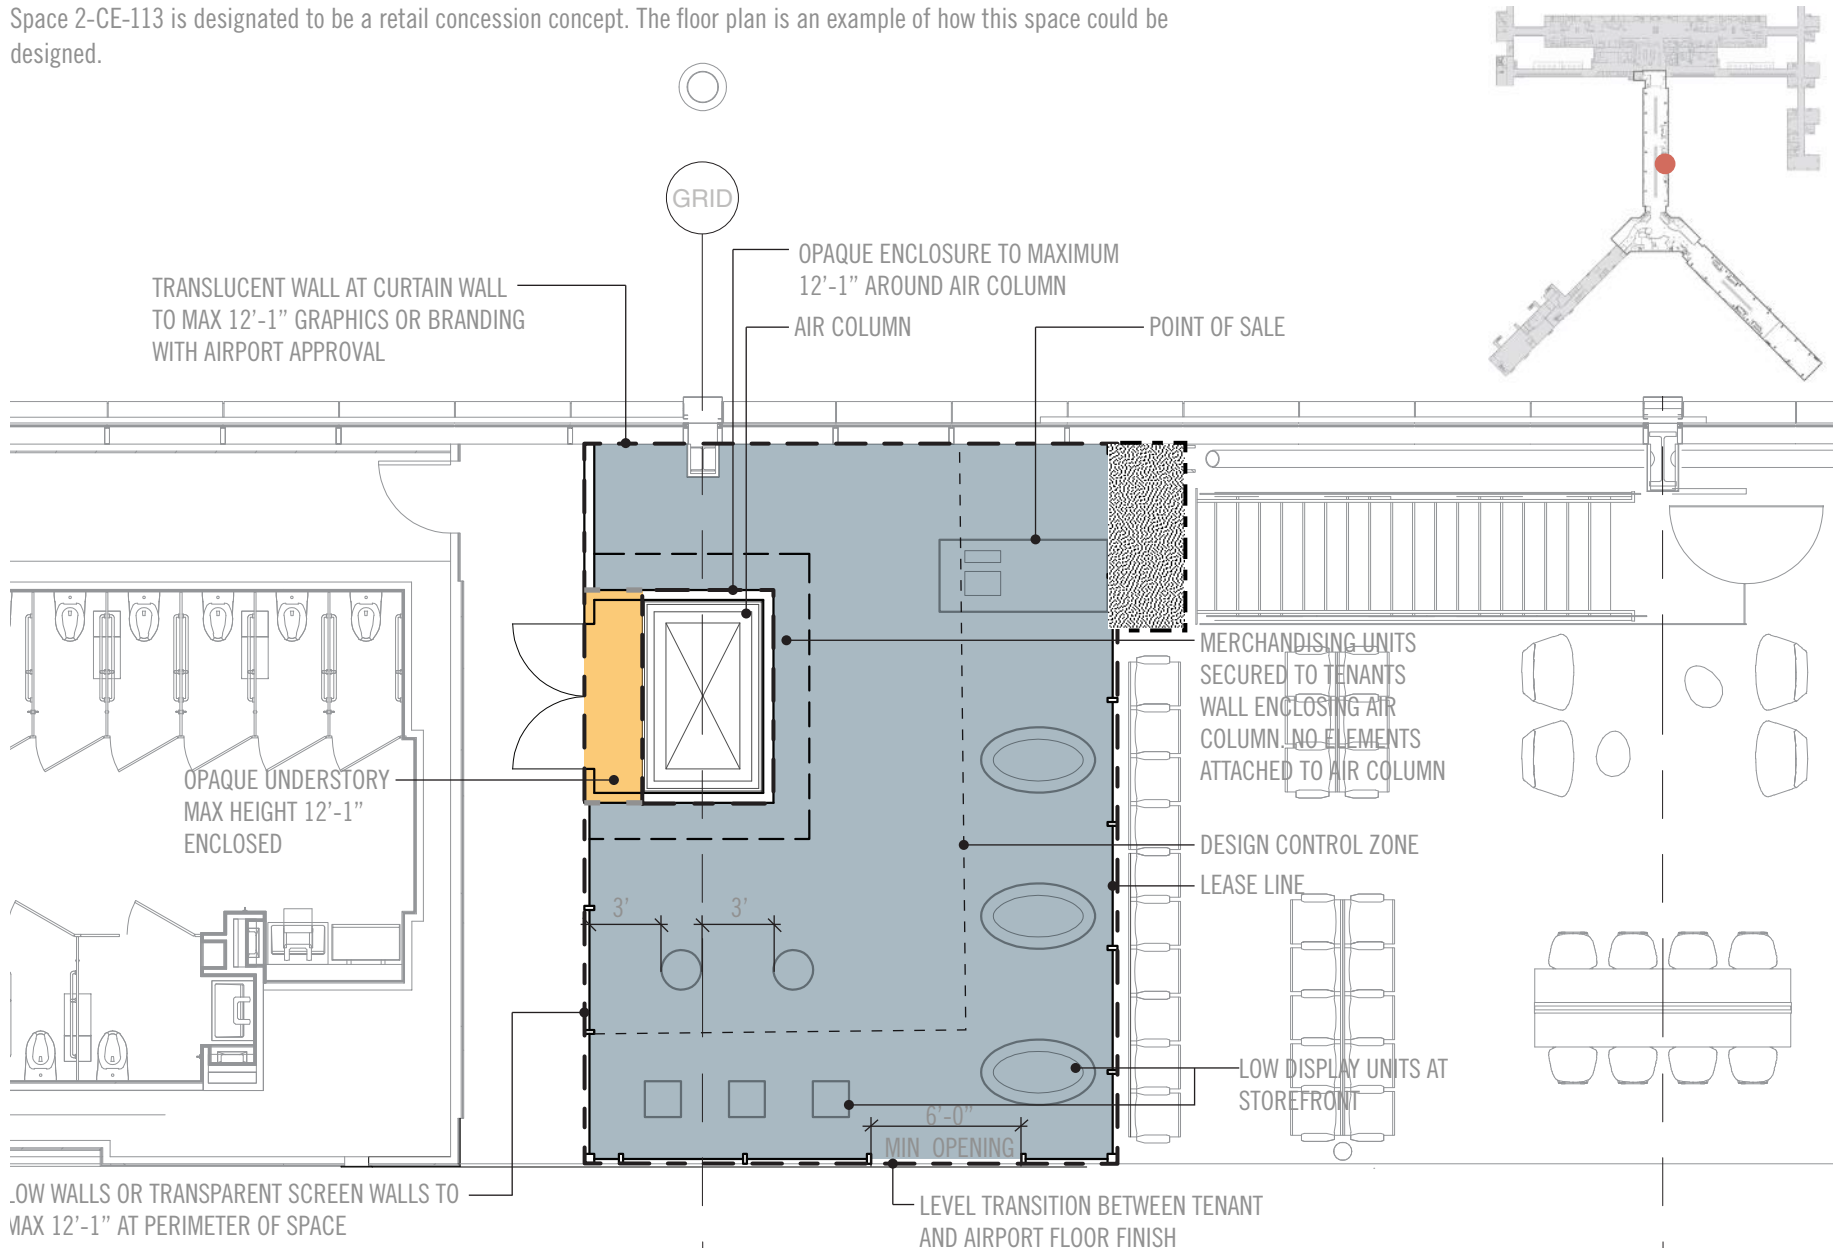 Space 2-CE-113 is designated to be a retail concession concept. The floor plan is an example of how this space could be
designed.
GRID
OPAQUE ENCLOSURE TO MAXIMUM
12’-1” AROUND AIR COLUMN
TRANSLUCENT WALL AT CURTAIN WALL
TO MAX 12’-1” GRAPHICS OR BRANDING
WITH AIRPORT APPROVAL
AIR COLUMN
POINT OF SALE
MERCHANDISING UNITS
SECURED TO TENANTS
WALL ENCLOSING AIR
COLUMN. NO ELEMENTS
ATTACHED TO AIR COLUMN
OPAQUE UNDERSTORY
MAX HEIGHT 12’-1”
ENCLOSED
DESIGN CONTROL ZONE
LEASE LINE
3’
3’
LOW DISPLAY UNITS AT
STOREFRONT
6’-0”
MIN OPENING
LOW WALLS OR TRANSPARENT SCREEN WALLS TO
MAX 12’-1” AT PERIMETER OF SPACE
LEVEL TRANSITION BETWEEN TENANT
AND AIRPORT FLOOR FINISH